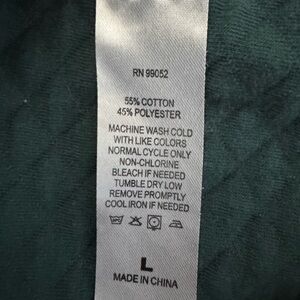 RN 99052
55% COTTON
45% POLYESTER
MACHINE WASH COLD
WITH LIKE COLORS
NORMAL CYCLE ONLY
NON-CHLORINE
BLEACH IF NEEDED
TUMBLE DRY LOW
REMOVE PROMPTLY
COOL IRON IF NEEDED
L
MADE IN CHINA